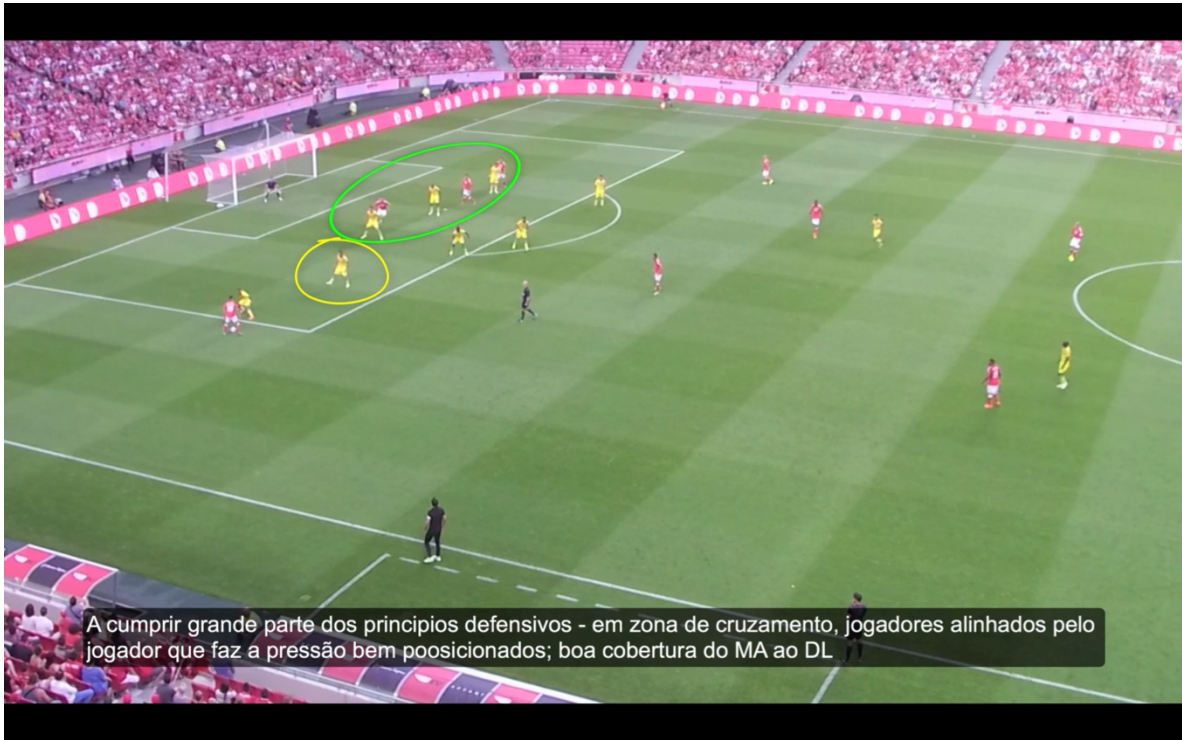 A cumprir grande parte dos principios defensivos - em zona de cruzamento, jogadores alinhados pelo
jogador que faz a pressão bem poosicionados; boa cobertura do MA ao DL